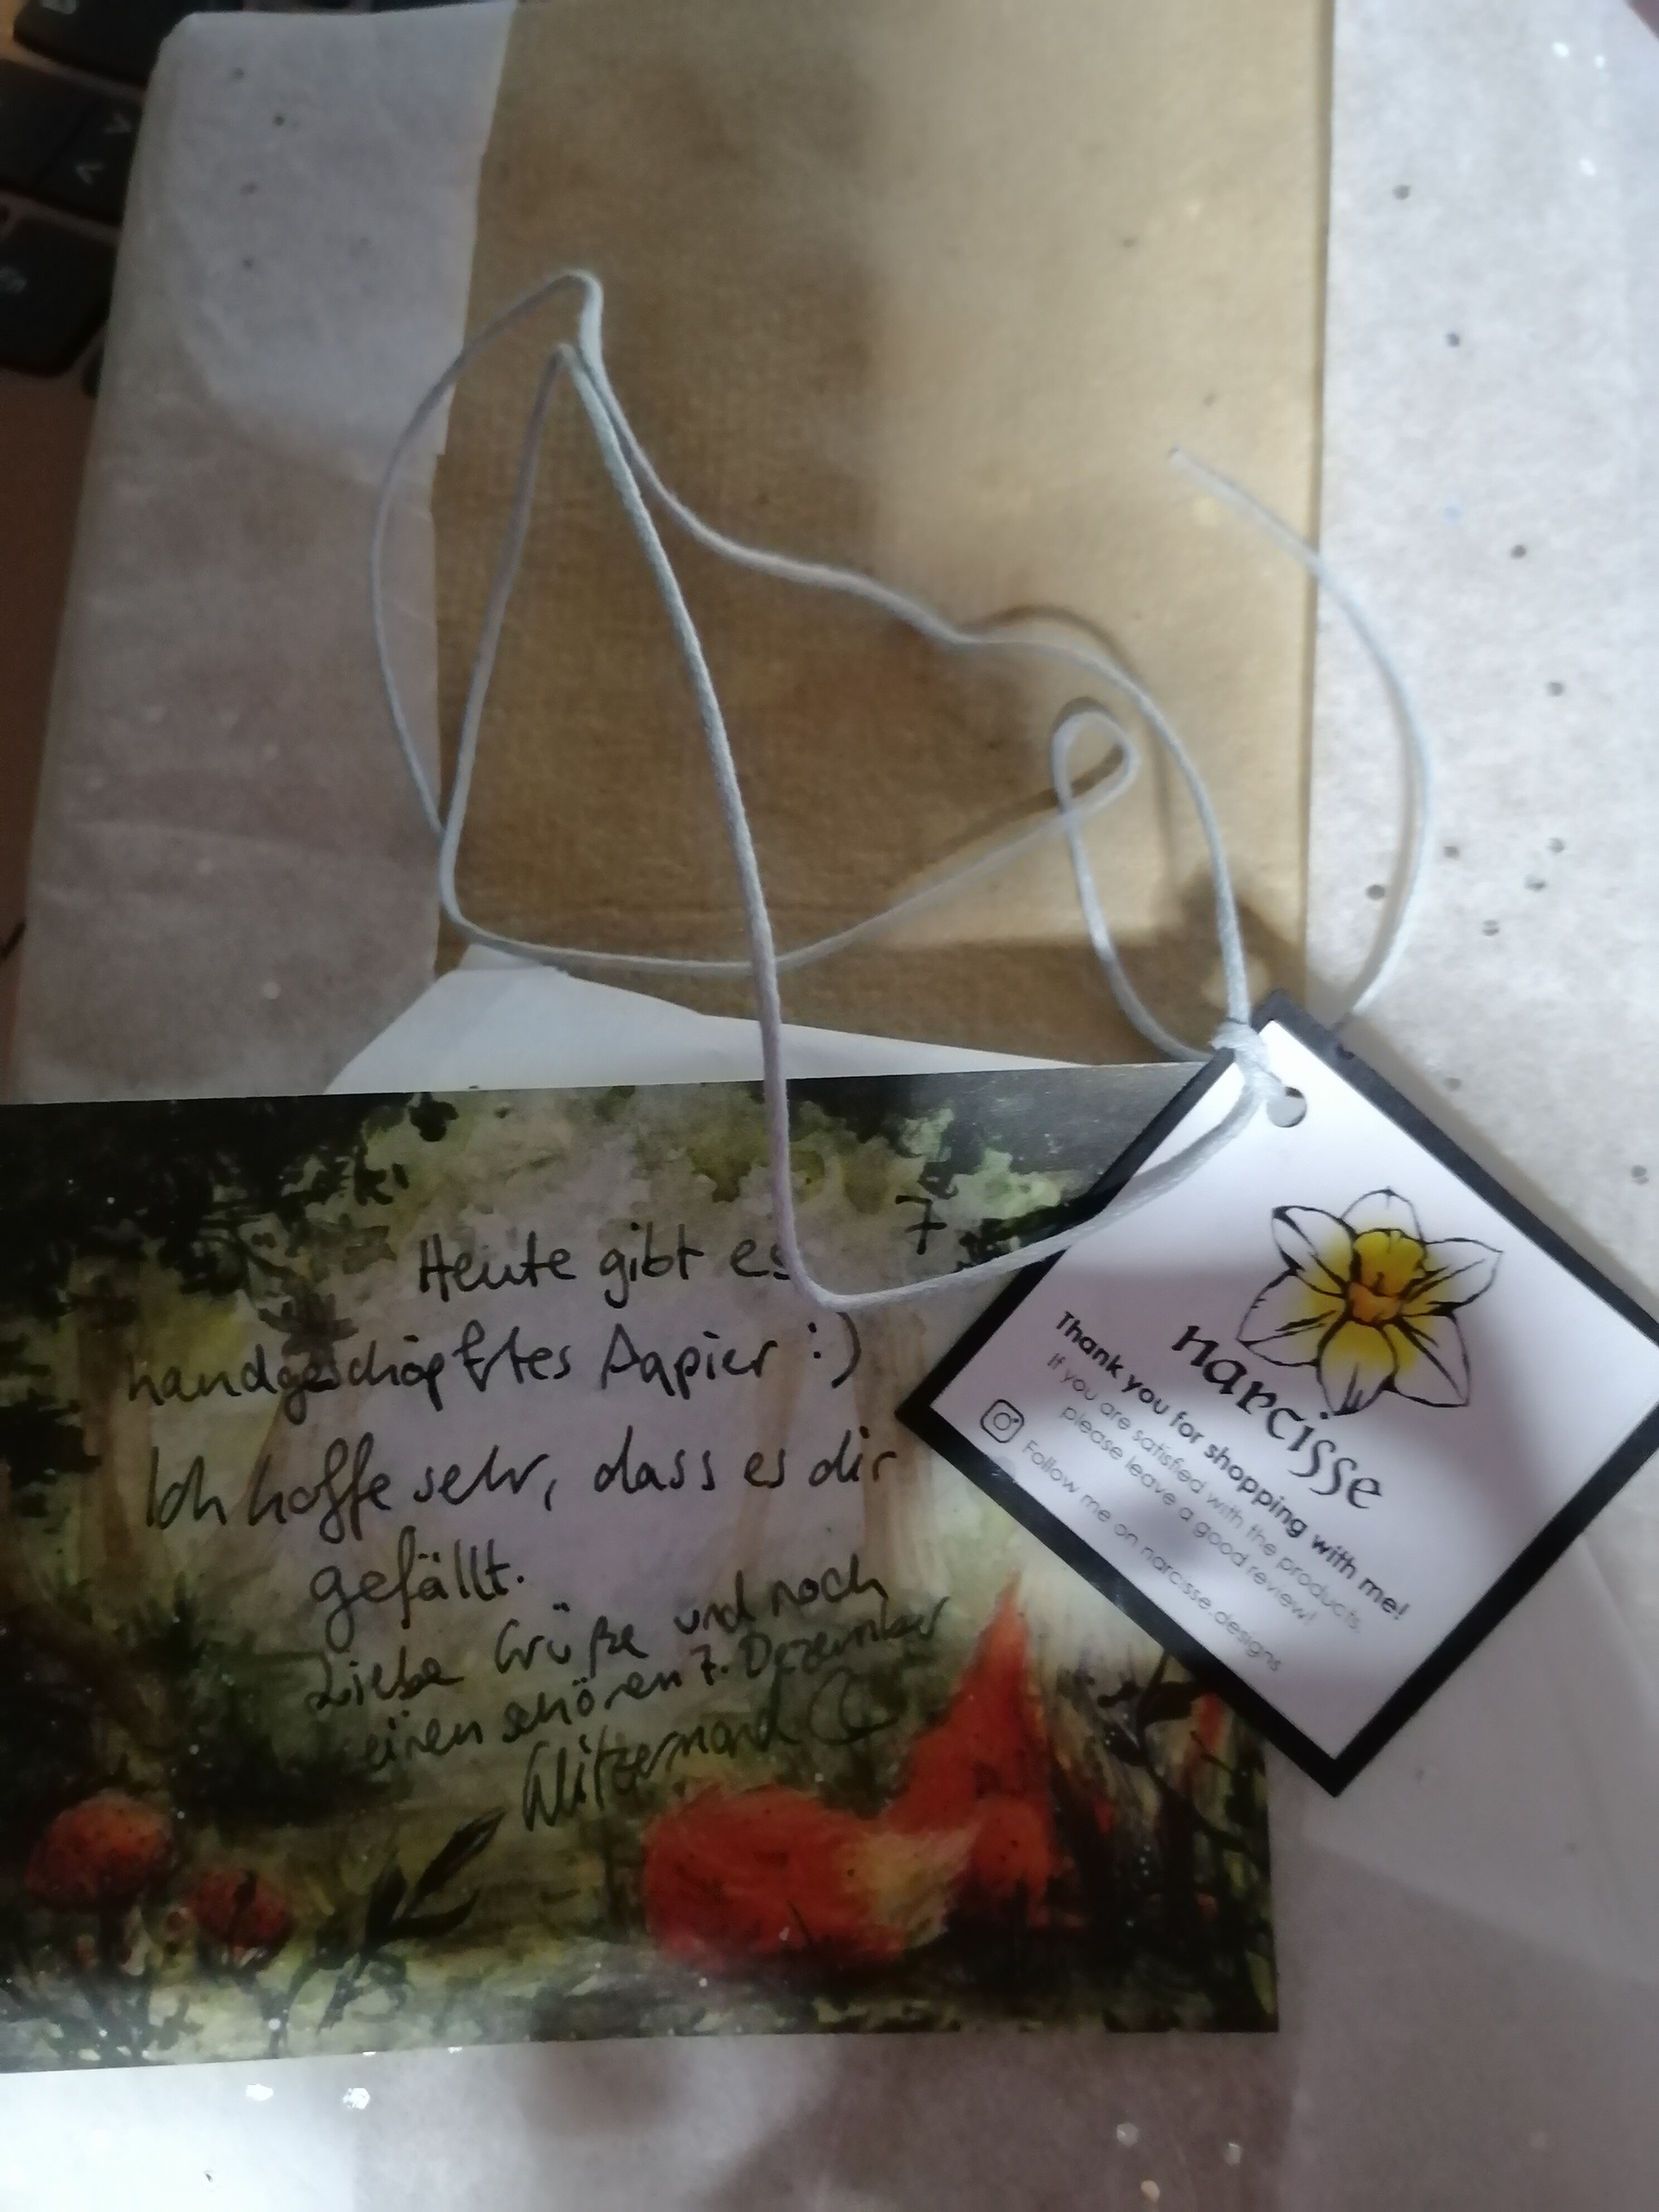 7
Heute gibt es
handgeschöpftes Papier :)
Ich hoffe sehr, dass es dir
gefällt.
Liebe Grüße und noch
einen schönen 7. Dezember
narcisse
Thank you for shopping with me!
If you are satisfied with the products,
please leave a good review!
Follow me on narcisse.designs